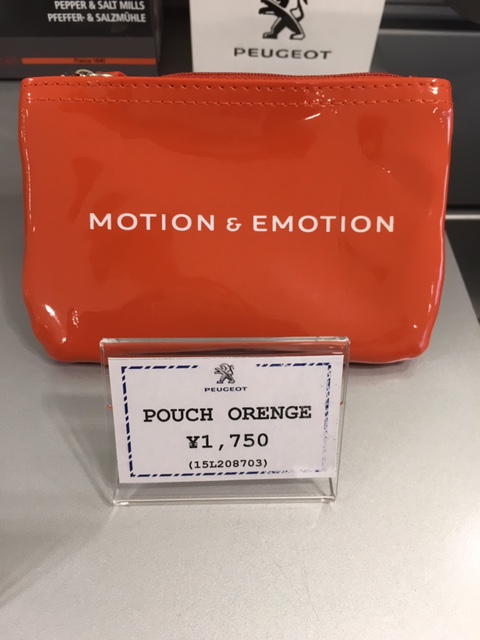 PEPPER & SALT MILLS
PFEFFER- & SALZMÜHLE
PEUGEOT
MOTION & EMOTION
PEUGEOT
POUCH ORENGE
¥1,750
(15L208703)